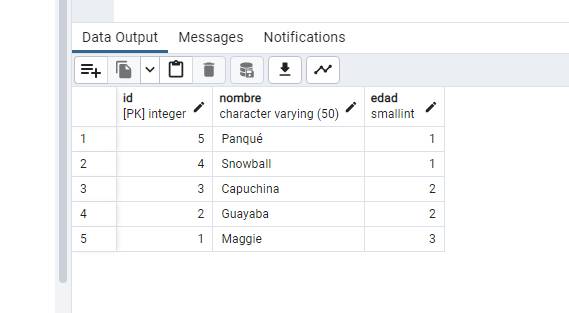 Data Output Messages Notifications
id nombre edad
[PK] integer character varying (50) smallint
1 5 Panqué 1
2 4 Snowball 1
3 3 Capuchina 2
4 2 Guayaba 2
5 1 Maggie 3